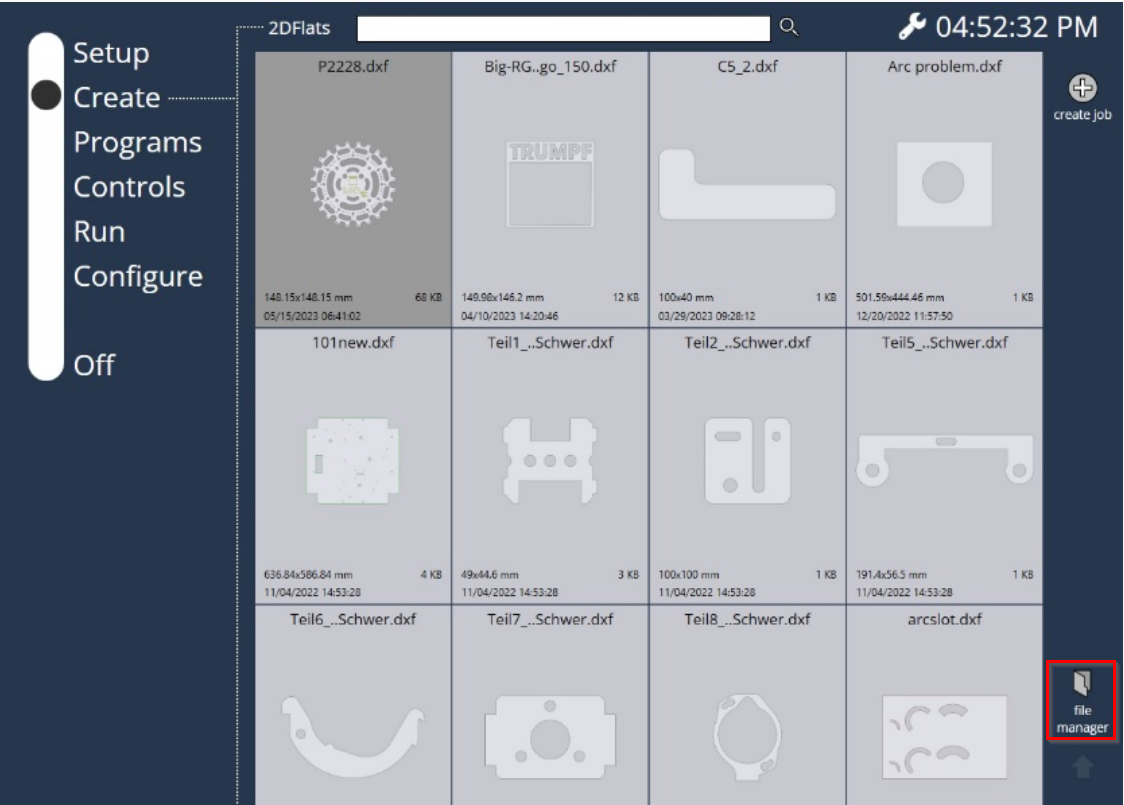 2DFlats
04:52:32 PM
Setup
Create
Programs
Controls
Run
Configure
Off
P2228.dxf
148.15x148.15 mm 68 KB
05/15/2023 06:41:02
Big-RG..go_150.dxf
TRUMPF
149.98x146.2 mm 12 KB
04/10/2023 14:20:46
C5_2.dxf
100x40 mm 1 KB
03/29/2023 09:28:12
Arc problem.dxf
501.59x444.46 mm 1 KB
12/20/2022 11:57:50
create job
101new.dxf
636.84x586.84 mm 4 KB
11/04/2022 14:53:28
Teil1_..Schwer.dxf
49x44.6 mm 3 KB
11/04/2022 14:53:28
Teil2_..Schwer.dxf
100x100 mm 1 KB
11/04/2022 14:53:28
Teil5_..Schwer.dxf
191.4x56.5 mm 1 KB
11/04/2022 14:53:28
Teil6_..Schwer.dxf
Teil7_..Schwer.dxf
Teil8_..Schwer.dxf
arcslot.dxf
file
manager